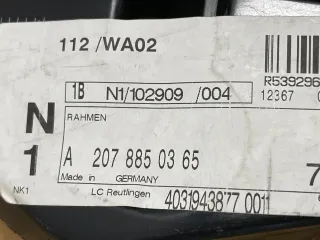 112 /WA02
R539296
12367 0
1B N1/102909 /004
N
1
RAHMEN
A 207 885 03 65
7
Made in GERMANY
NK1
LC Reutlingen
4031943877 0011